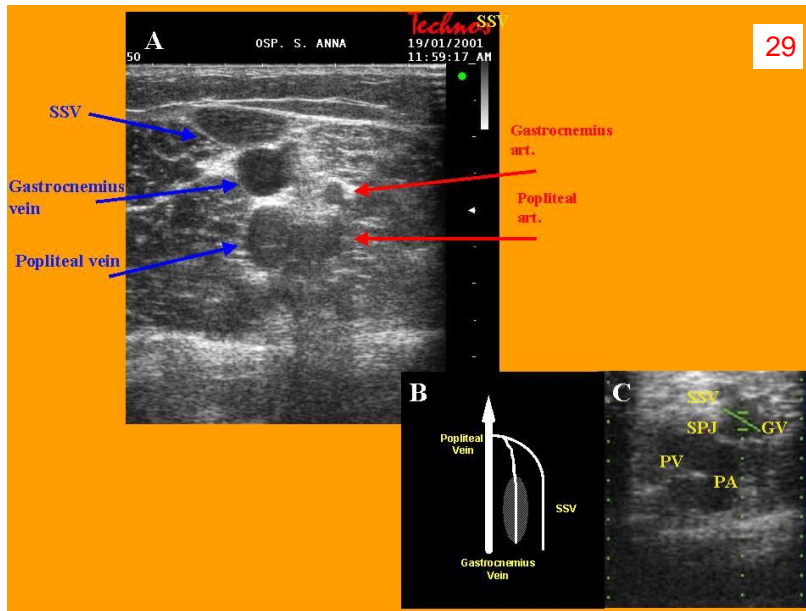 SSV
Technos
29
A
OSP. S. ANNA
19/01/2001
11:59:17_AM
50
SSV
Gastrocnemius
vein
Popliteal vein
Gastrocnemius
art.
Popliteal
art.
B
Popliteal
Vein
SSV
Gastrocnemius
Vein
C
SSV
SPJ
GV
PV
PA